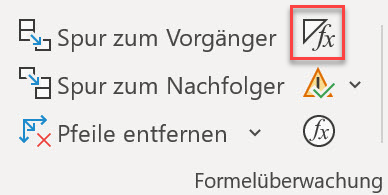 Spur zum Vorgänger
Spur zum Nachfolger
Pfeile entfernen
Formelüberwachung